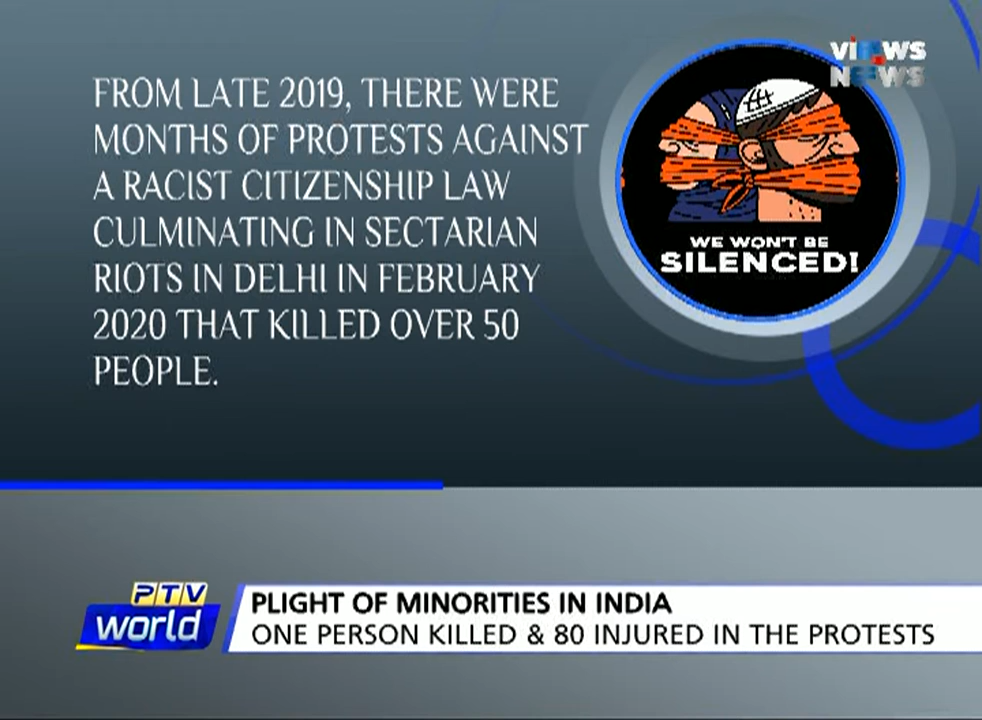 VIEWS
NEWS
FROM LATE 2019, THERE WERE
MONTHS OF PROTESTS AGAINST
A RACIST CITIZENSHIP LAW
CULMINATING IN SECTARIAN
RIOTS IN DELHI IN FEBRUARY
2020 THAT KILLED OVER 50
PEOPLE.
WE WON'T BE
SILENCED!
PTV
world
PLIGHT OF MINORITIES IN INDIA
ONE PERSON KILLED & 80 INJURED IN THE PROTESTS